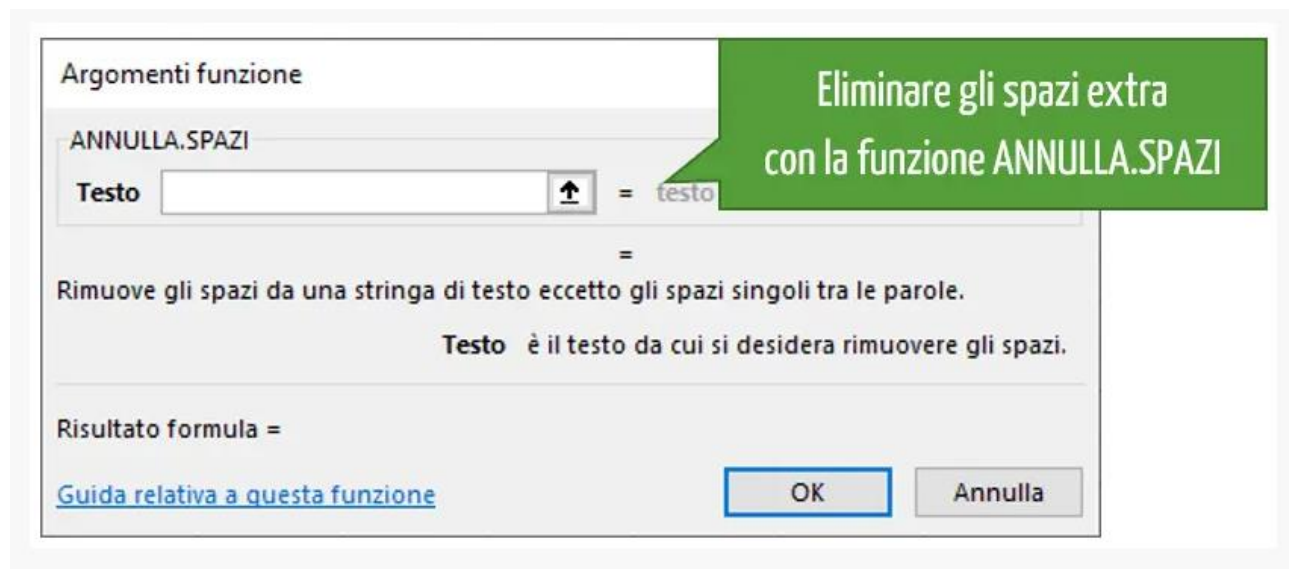 Argomenti funzione
Eliminare gli spazi extra
con la funzione ANNULLA.SPAZI
ANNULLA.SPAZI
Testo = testo
=
Rimuove gli spazi da una stringa di testo eccetto gli spazi singoli tra le parole.
Testo è il testo da cui si desidera rimuovere gli spazi.
Risultato formula =
Guida relativa a questa funzione
OK Annulla